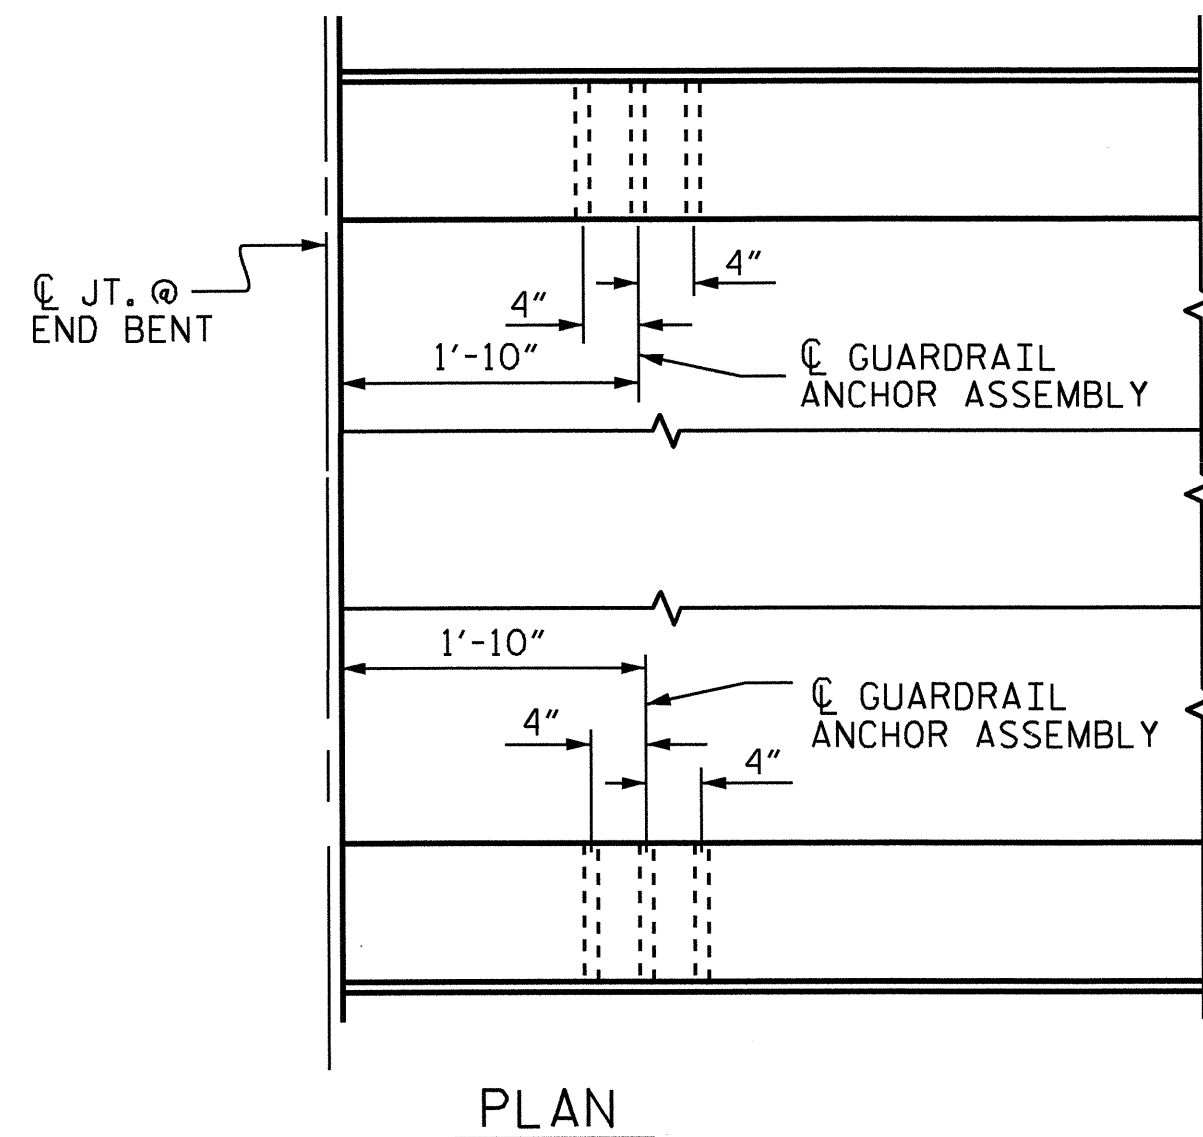 ℄ JT. @
END BENT
4"
4"
1'-10"
℄ GUARDRAIL
ANCHOR ASSEMBLY
1'-10"
℄ GUARDRAIL
ANCHOR ASSEMBLY
4"
4"
PLAN